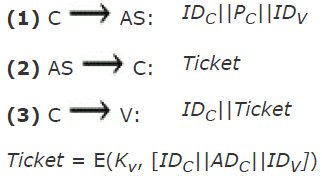 (1) C → AS: ID_C||P_C||ID_V
(2) AS → C: Ticket
(3) C → V: ID_C||Ticket
Ticket = E(K_v, [ID_C||AD_C||ID_V])